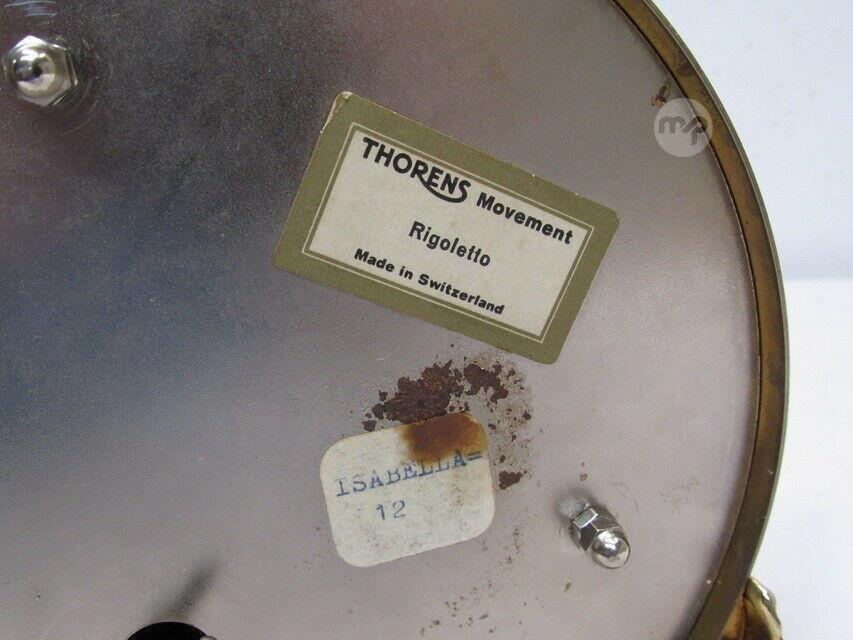 THORENS Movement
Rigoletto
Made in Switzerland
ISABELLA=
12
m/p